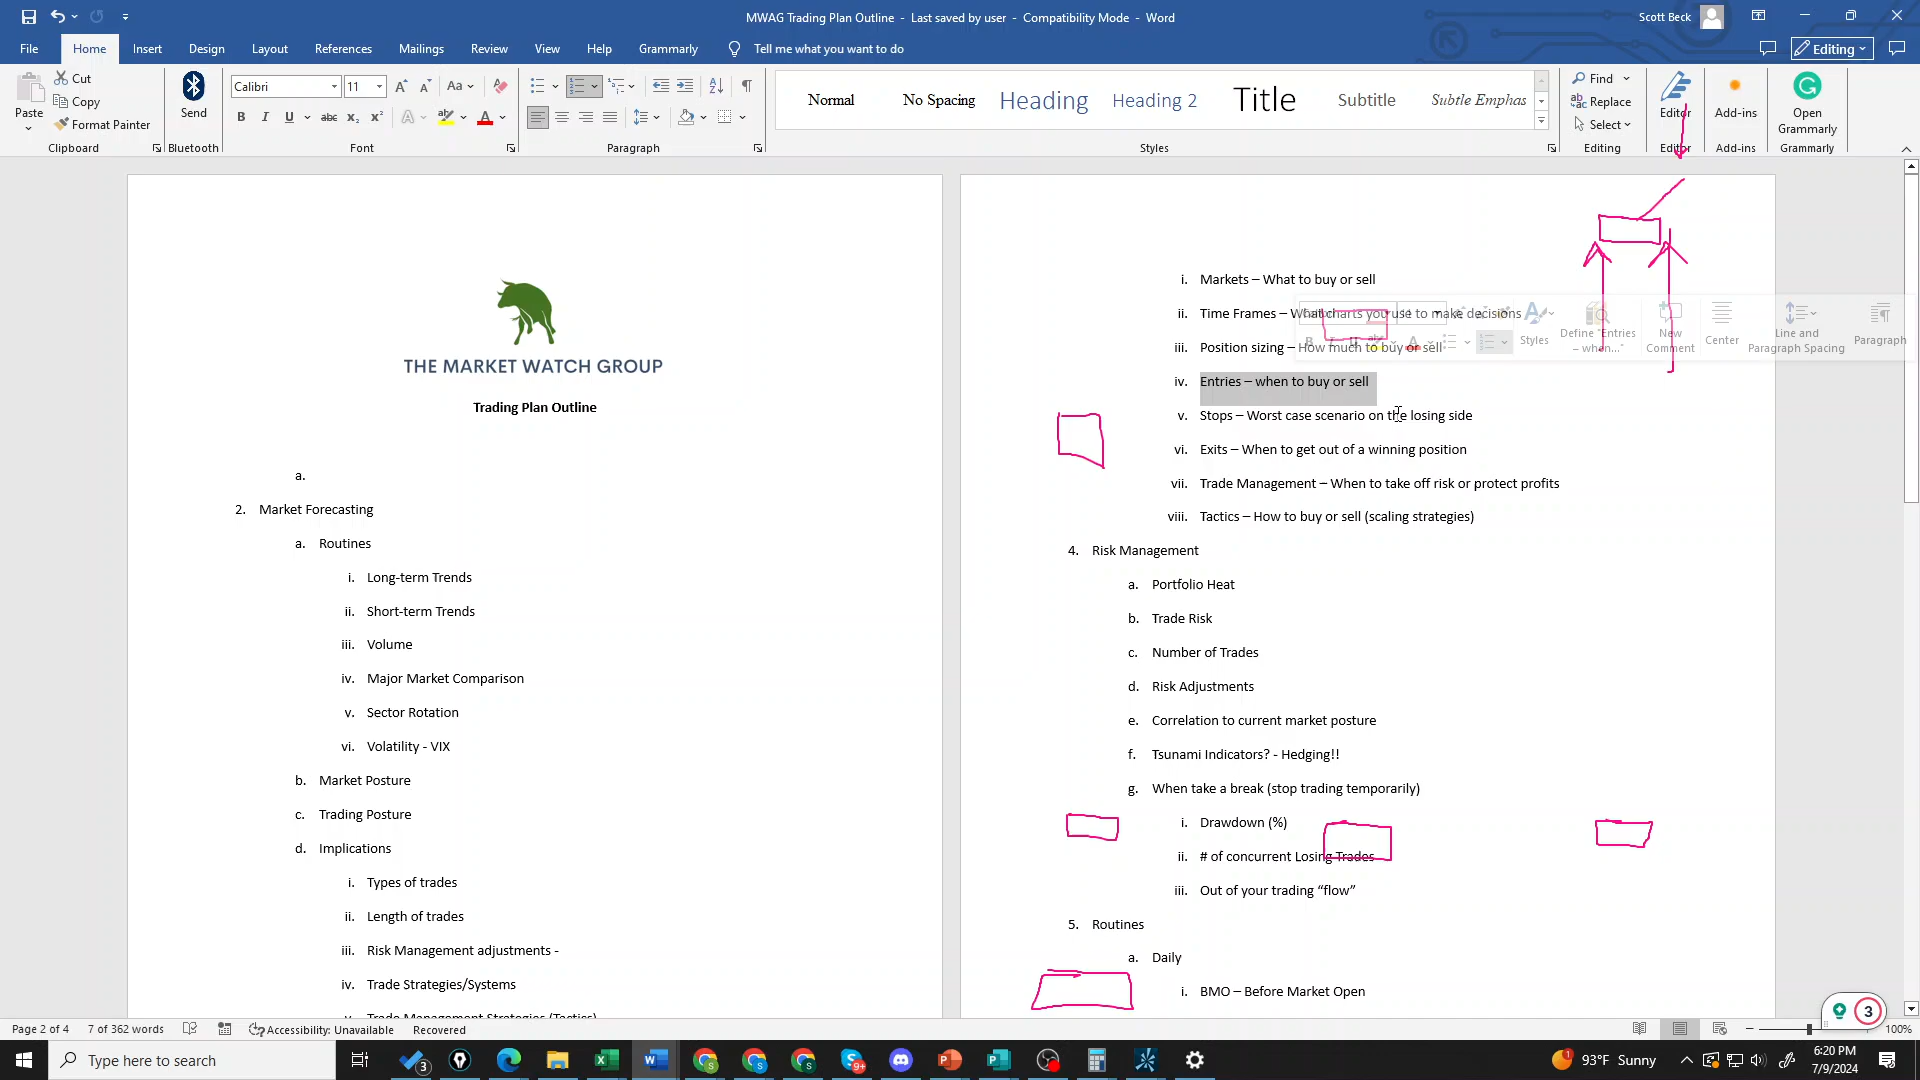 MWAG Trading Plan Outline - Last saved by user - Compatibility Mode - Word
Scott Beck
File Home Insert Design Layout References Mailings Review View Help Grammarly Tell me what you want to do
Editing
Paste
Cut
Copy
Format Painter
Send
Calibri 11
Normal No Spacing Heading Heading 2 Title Subtitle Subtle Emphas
Find
Replace
Select
Editor
Add-ins
Open
Grammarly
Clipboard Bluetooth Font Paragraph Styles Editing Editor Add-ins Grammarly
THE MARKET WATCH GROUP
Trading Plan Outline
a.
2. Market Forecasting
a. Routines
i. Long-term Trends
ii. Short-term Trends
iii. Volume
iv. Major Market Comparison
v. Sector Rotation
vi. Volatility - VIX
b. Market Posture
c. Trading Posture
d. Implications
i. Types of trades
ii. Length of trades
iii. Risk Management adjustments -
iv. Trade Strategies/Systems
v. Trade Management Strategies (Tactics)
i. Markets – What to buy or sell
ii. Time Frames – What charts you use to make decisions
iii. Position sizing – How much to buy or sell
iv. Entries – when to buy or sell
v. Stops – Worst case scenario on the losing side
vi. Exits – When to get out of a winning position
vii. Trade Management – When to take off risk or protect profits
viii. Tactics – How to buy or sell (scaling strategies)
Styles
Define "Entries
– when..."
New
Comment
Center
Line and
Paragraph Spacing
Paragraph
4. Risk Management
a. Portfolio Heat
b. Trade Risk
c. Number of Trades
d. Risk Adjustments
e. Correlation to current market posture
f. Tsunami Indicators? - Hedging!!
g. When take a break (stop trading temporarily)
i. Drawdown (%)
ii. # of concurrent Losing Trades
iii. Out of your trading “flow”
5. Routines
a. Daily
i. BMO – Before Market Open
3
Page 2 of 4 7 of 362 words Accessibility: Unavailable Recovered 100%
Type here to search
3
9+
1
93°F Sunny
6:20 PM
7/9/2024